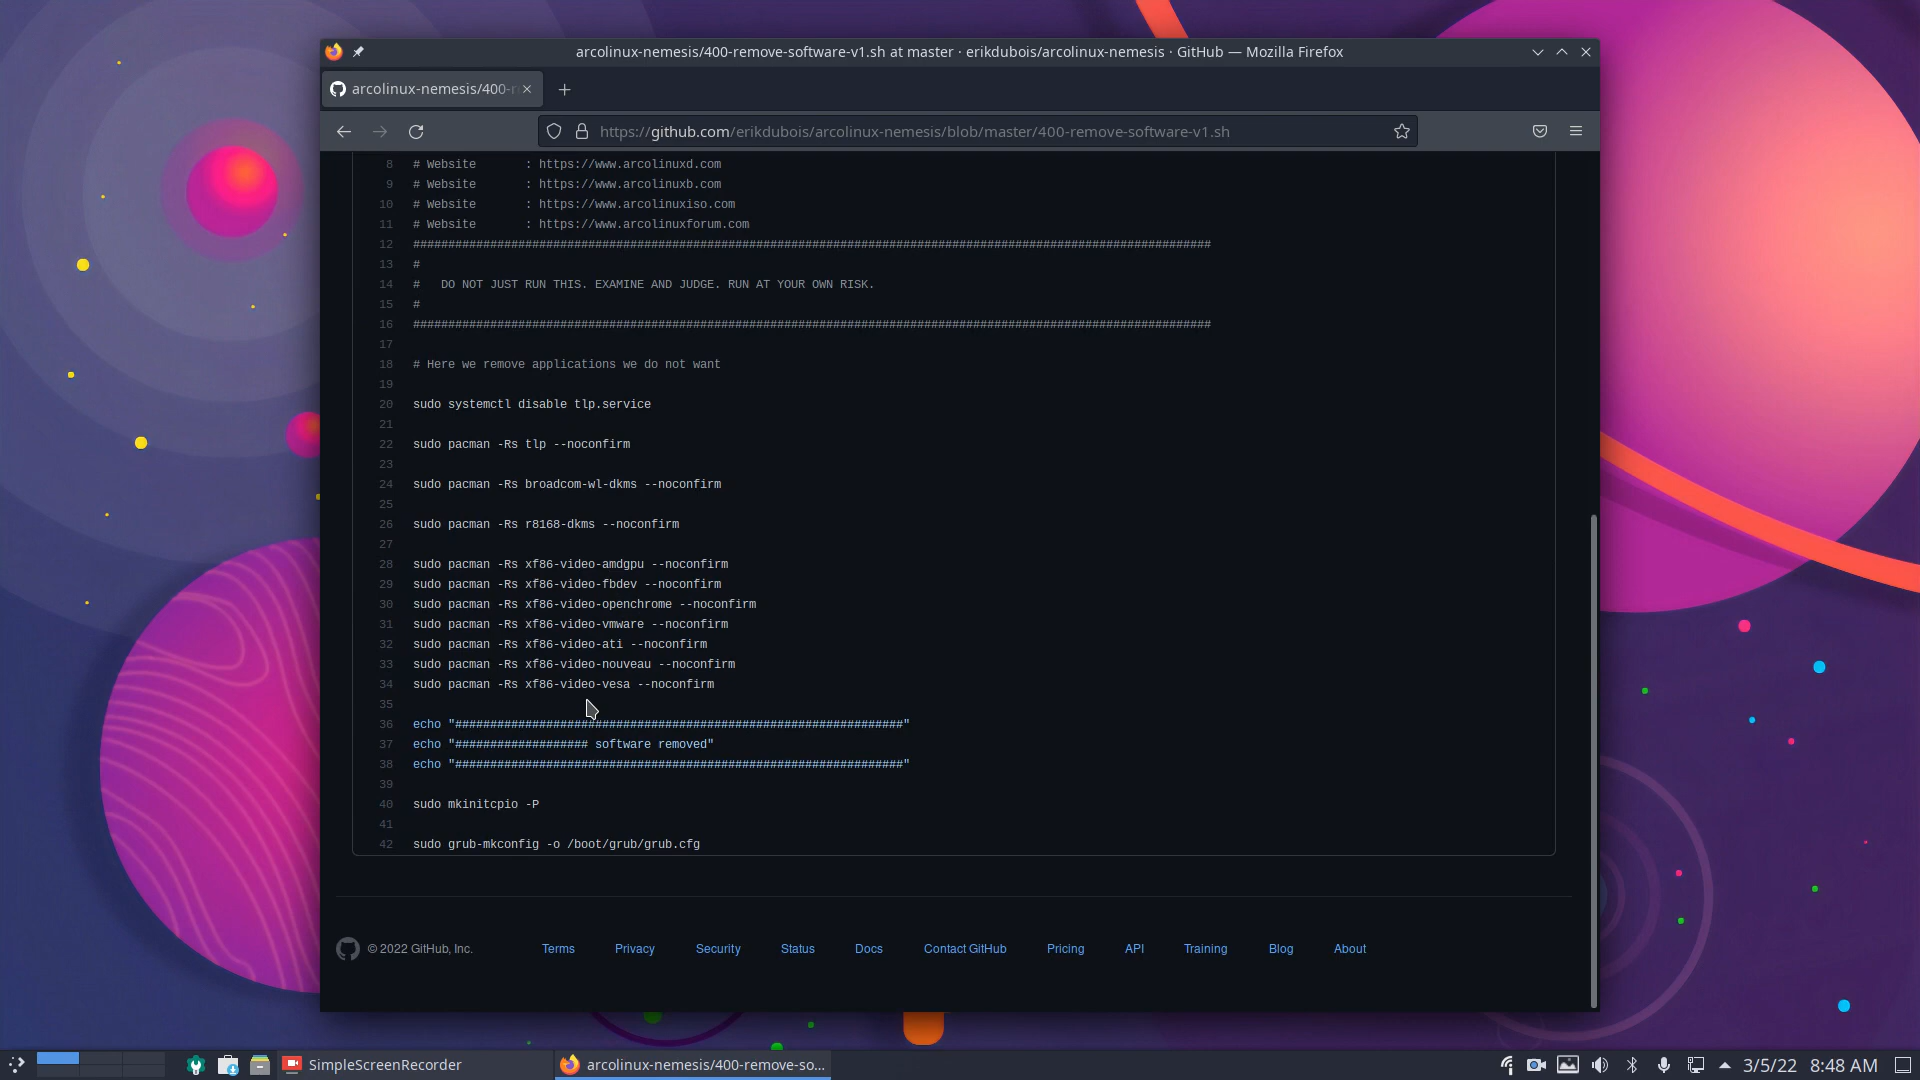 arcolinux-nemesis/400-remove-software-v1.sh at master · erikdubois/arcolinux-nemesis · GitHub — Mozilla Firefox
arcolinux-nemesis/400-r
https://github.com/erikdubois/arcolinux-nemesis/blob/master/400-remove-software-v1.sh
8 # Website : https://www.arcolinuxd.com
9 # Website : https://www.arcolinuxb.com
10 # Website : https://www.arcolinuxiso.com
11 # Website : https://www.arcolinuxforum.com
12 ##################################################################################################################
13 #
14 # DO NOT JUST RUN THIS. EXAMINE AND JUDGE. RUN AT YOUR OWN RISK.
15 #
16 ##################################################################################################################
17
18 # Here we remove applications we do not want
19
20 sudo systemctl disable tlp.service
21
22 sudo pacman -Rs tlp --noconfirm
23
24 sudo pacman -Rs broadcom-wl-dkms --noconfirm
25
26 sudo pacman -Rs r8168-dkms --noconfirm
27
28 sudo pacman -Rs xf86-video-amdgpu --noconfirm
29 sudo pacman -Rs xf86-video-fbdev --noconfirm
30 sudo pacman -Rs xf86-video-openchrome --noconfirm
31 sudo pacman -Rs xf86-video-vmware --noconfirm
32 sudo pacman -Rs xf86-video-ati --noconfirm
33 sudo pacman -Rs xf86-video-nouveau --noconfirm
34 sudo pacman -Rs xf86-video-vesa --noconfirm
35
36 echo "################################################################"
37 echo "################### software removed"
38 echo "################################################################"
39
40 sudo mkinitcpio -P
41
42 sudo grub-mkconfig -o /boot/grub/grub.cfg
© 2022 GitHub, Inc. Terms Privacy Security Status Docs Contact GitHub Pricing API Training Blog About
SimpleScreenRecorder arcolinux-nemesis/400-remove-so... 3/5/22 8:48 AM